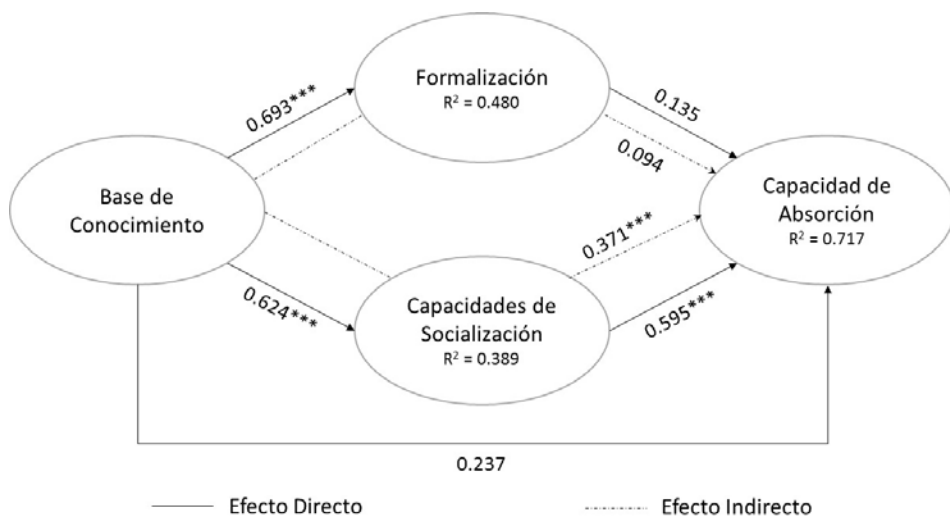 Formalización
R² = 0.480
0.693***
0.135
0.094
Base de
Conocimiento
Capacidad de
Absorción
R² = 0.717
0.371***
0.624***
Capacidades de
Socialización
R² = 0.389
0.595***
0.237
Efecto Directo
Efecto Indirecto